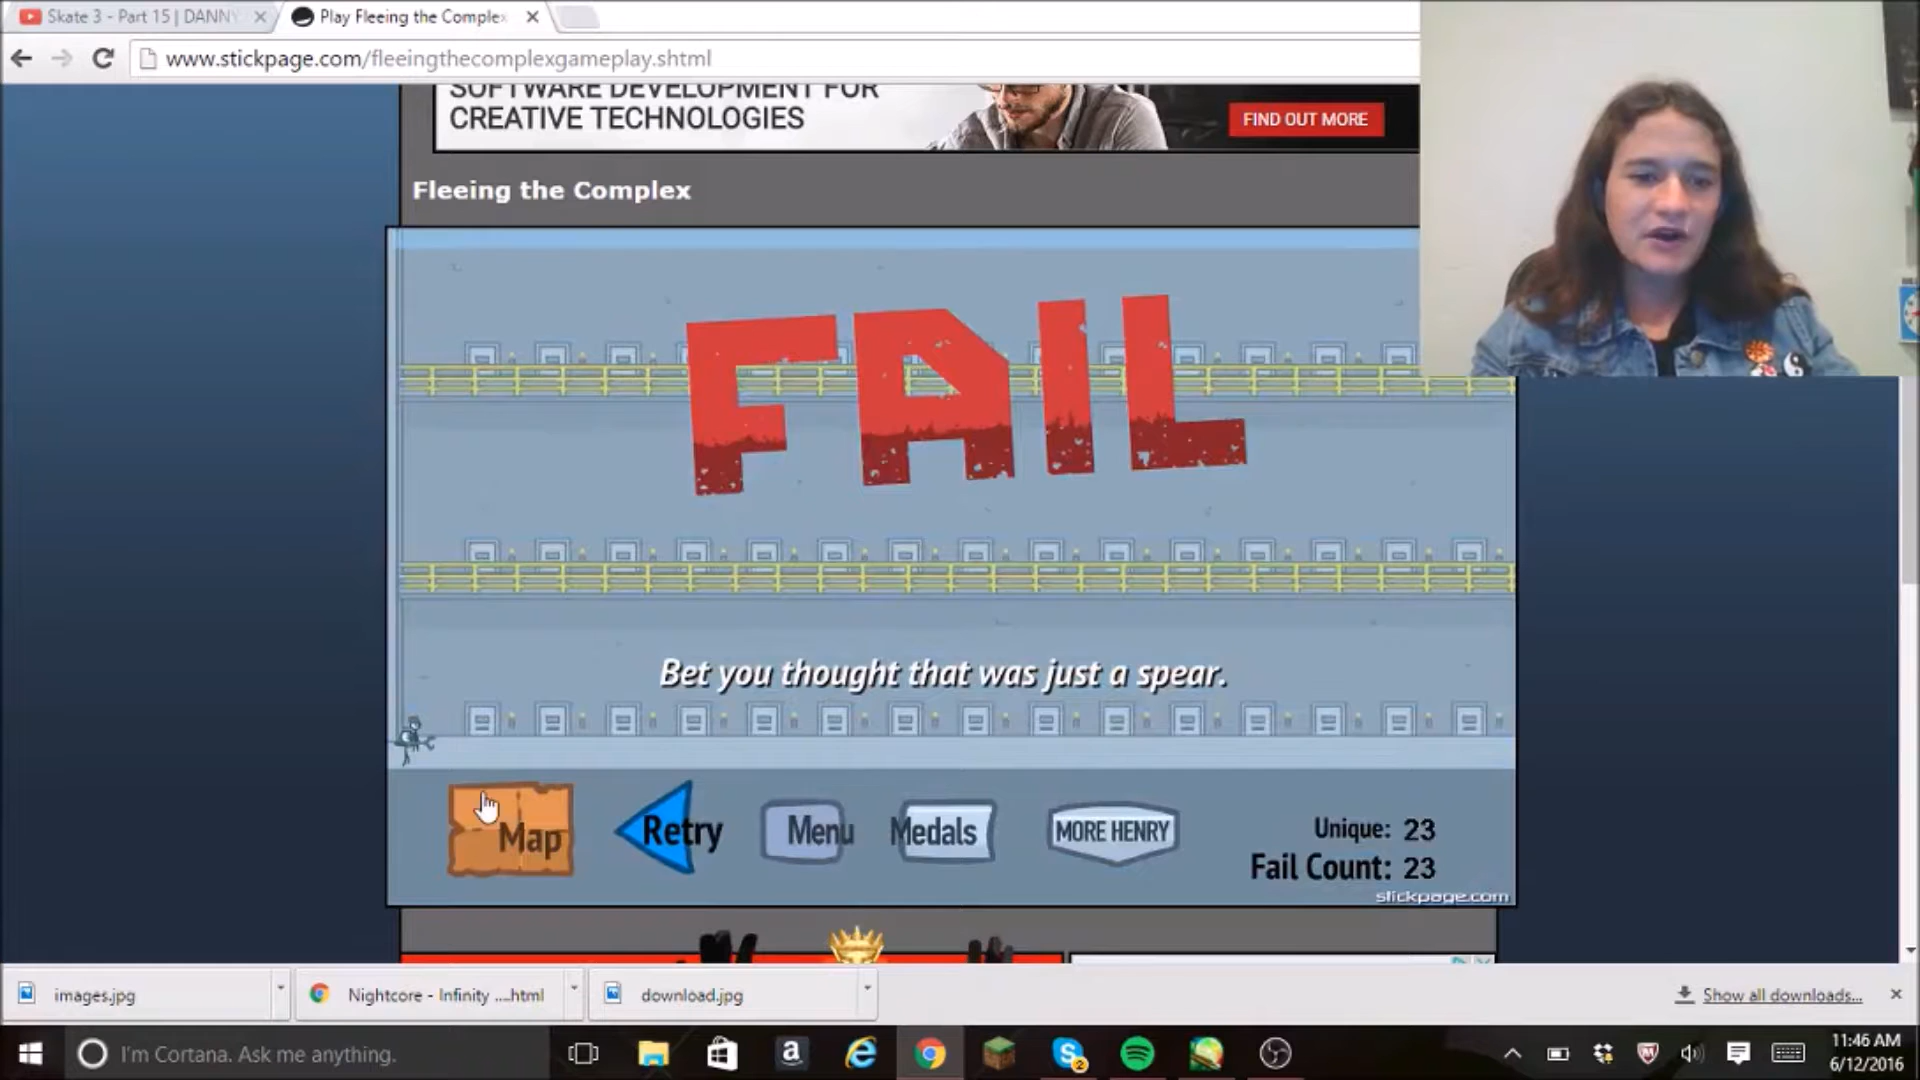 Skate 3 - Part 15 | DANNY
Play Fleeing the Complex
www.stickpage.com/fleeingthecomplexgameplay.shtml
SOFTWARE DEVELOPMENT FOR
CREATIVE TECHNOLOGIES
FIND OUT MORE
Fleeing the Complex
FAIL
Bet you thought that was just a spear.
Map
Retry
Menu
Medals
MORE HENRY
Unique: 23
Fail Count: 23
stickpage.com
images.jpg
Nightcore - Infinity ....html
download.jpg
Show all downloads...
I'm Cortana. Ask me anything.
2
11:46 AM
6/12/2016